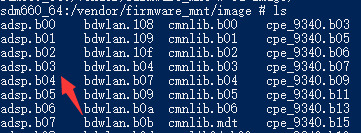 sdm660_64:/vendor/firmware_mnt/image # ls
adsp.b00 bdwlan.108 cmnlib.b00 cpe_9340.b03
adsp.b01 bdwlan.109 cmnlib.b01 cpe_9340.b04
adsp.b02 bdwlan.10f cmnlib.b02 cpe_9340.b05
adsp.b03 bdwlan.b04 cmnlib.b03 cpe_9340.b06
adsp.b04 bdwlan.b07 cmnlib.b04 cpe_9340.b09
adsp.b05 bdwlan.b09 cmnlib.b05 cpe_9340.b11
adsp.b06 bdwlan.b0a cmnlib.b06 cpe_9340.b13
adsp.b07 bdwlan.b0b cmnlib.mdt cpe_9340.b15